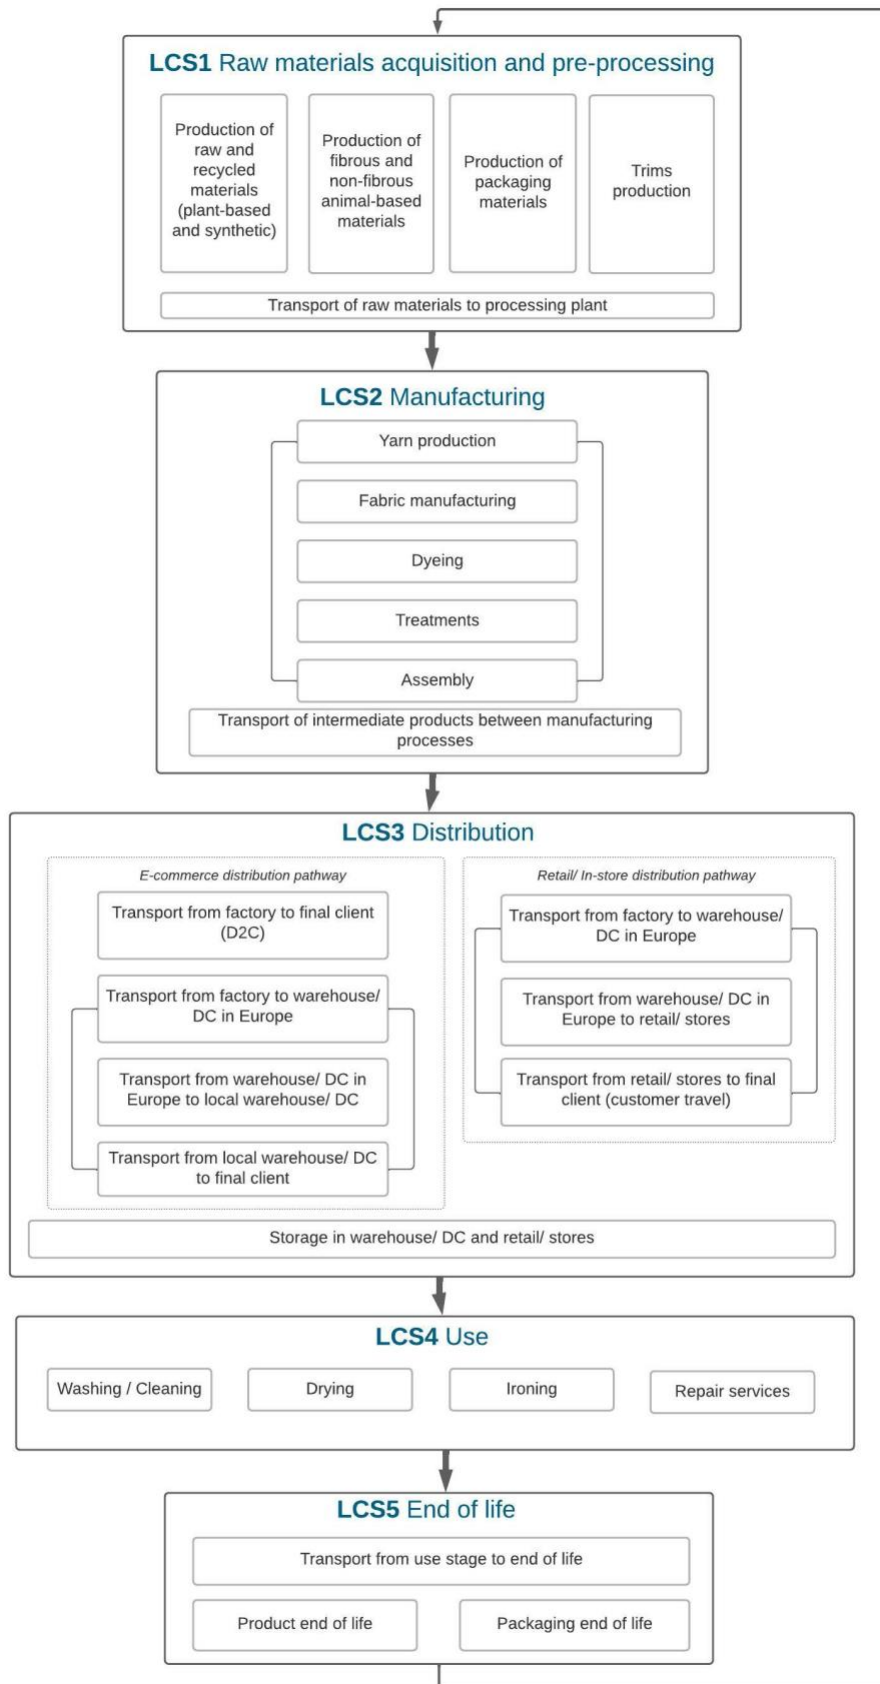 LCS1 Raw materials acquisition and pre-processing
Production of
raw and
recycled
materials
(plant-based
and synthetic)
Production of
fibrous and
non-fibrous
animal-based
materials
Production of
packaging
materials
Trims
production
Transport of raw materials to processing plant
LCS2 Manufacturing
Yarn production
Fabric manufacturing
Dyeing
Treatments
Assembly
Transport of intermediate products between manufacturing
processes
LCS3 Distribution
E-commerce distribution pathway
Transport from factory to final client
(D2C)
Transport from factory to warehouse/
DC in Europe
Transport from warehouse/ DC in
Europe to local warehouse/ DC
Transport from local warehouse/ DC
to final client
Retail/ In-store distribution pathway
Transport from factory to warehouse/
DC in Europe
Transport from warehouse/ DC in
Europe to retail/ stores
Transport from retail/ stores to final
client (customer travel)
Storage in warehouse/ DC and retail/ stores
LCS4 Use
Washing / Cleaning
Drying
Ironing
Repair services
LCS5 End of life
Transport from use stage to end of life
Product end of life
Packaging end of life